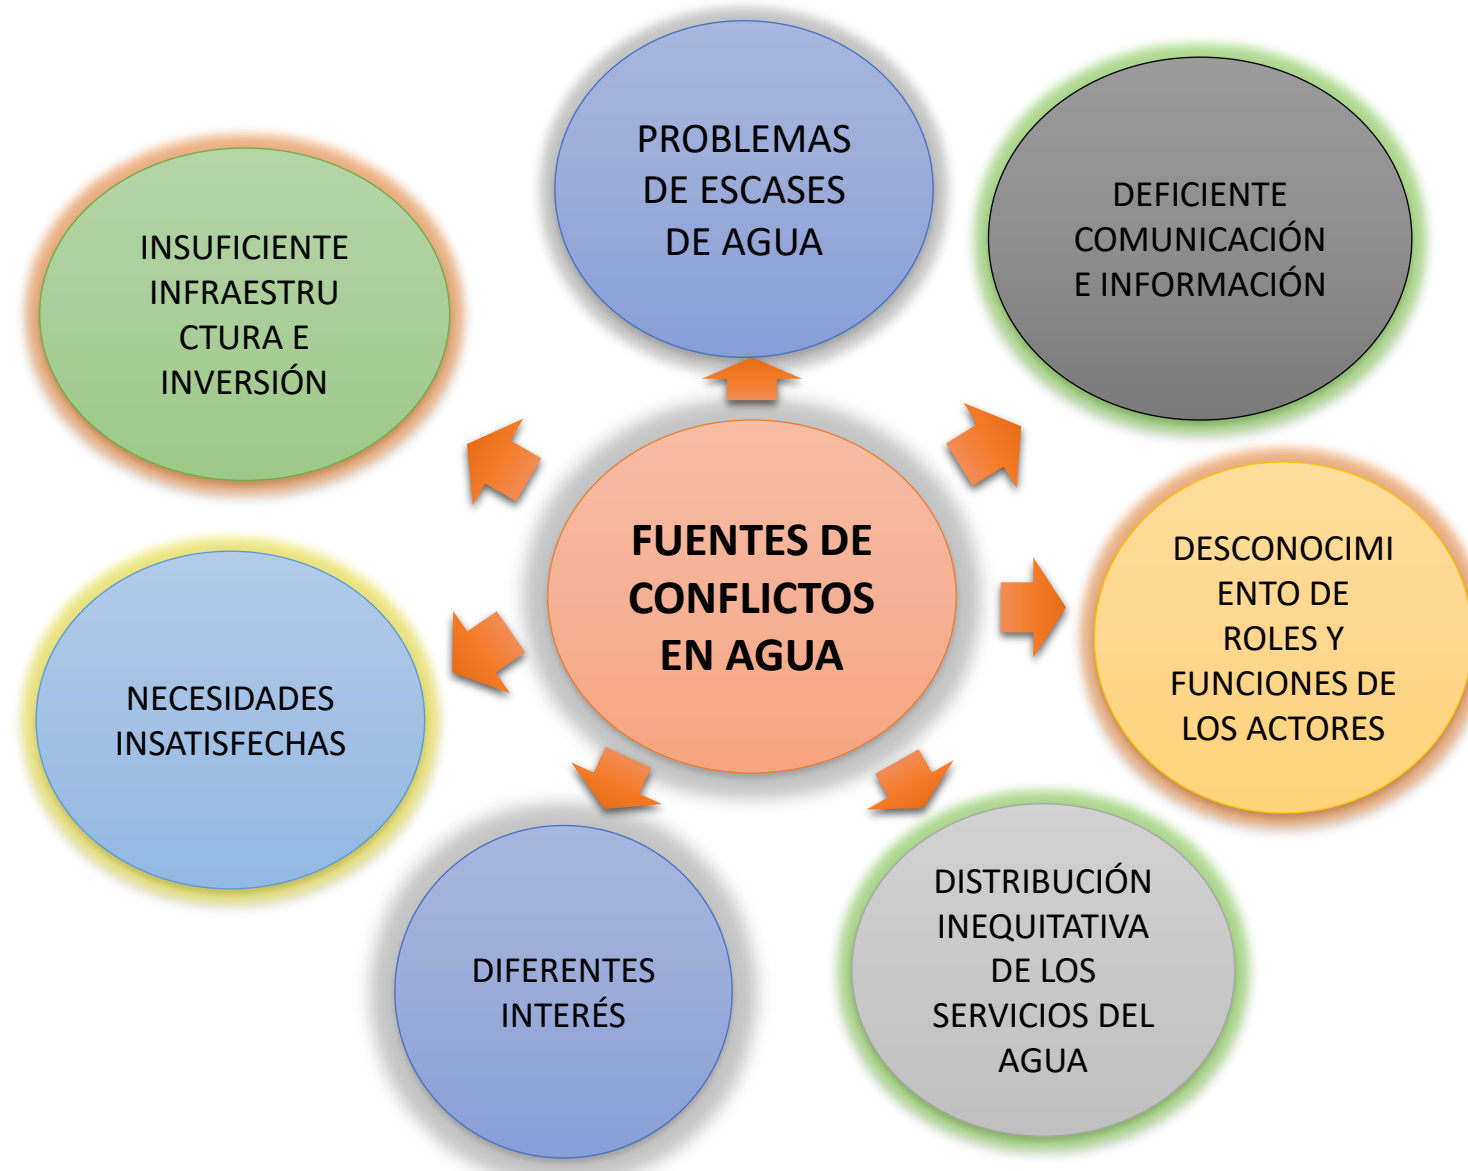 PROBLEMAS
DE ESCASES
DE AGUA
DEFICIENTE
COMUNICACIÓN
E INFORMACIÓN
INSUFICIENTE
INFRAESTRU
CTURA E
INVERSIÓN
FUENTES DE
CONFLICTOS
EN AGUA
DESCONOCIMI
ENTO DE
ROLES Y
FUNCIONES DE
LOS ACTORES
NECESIDADES
INSATISFECHAS
DIFERENTES
INTERÉS
DISTRIBUCIÓN
INEQUITATIVA
DE LOS
SERVICIOS DEL
AGUA